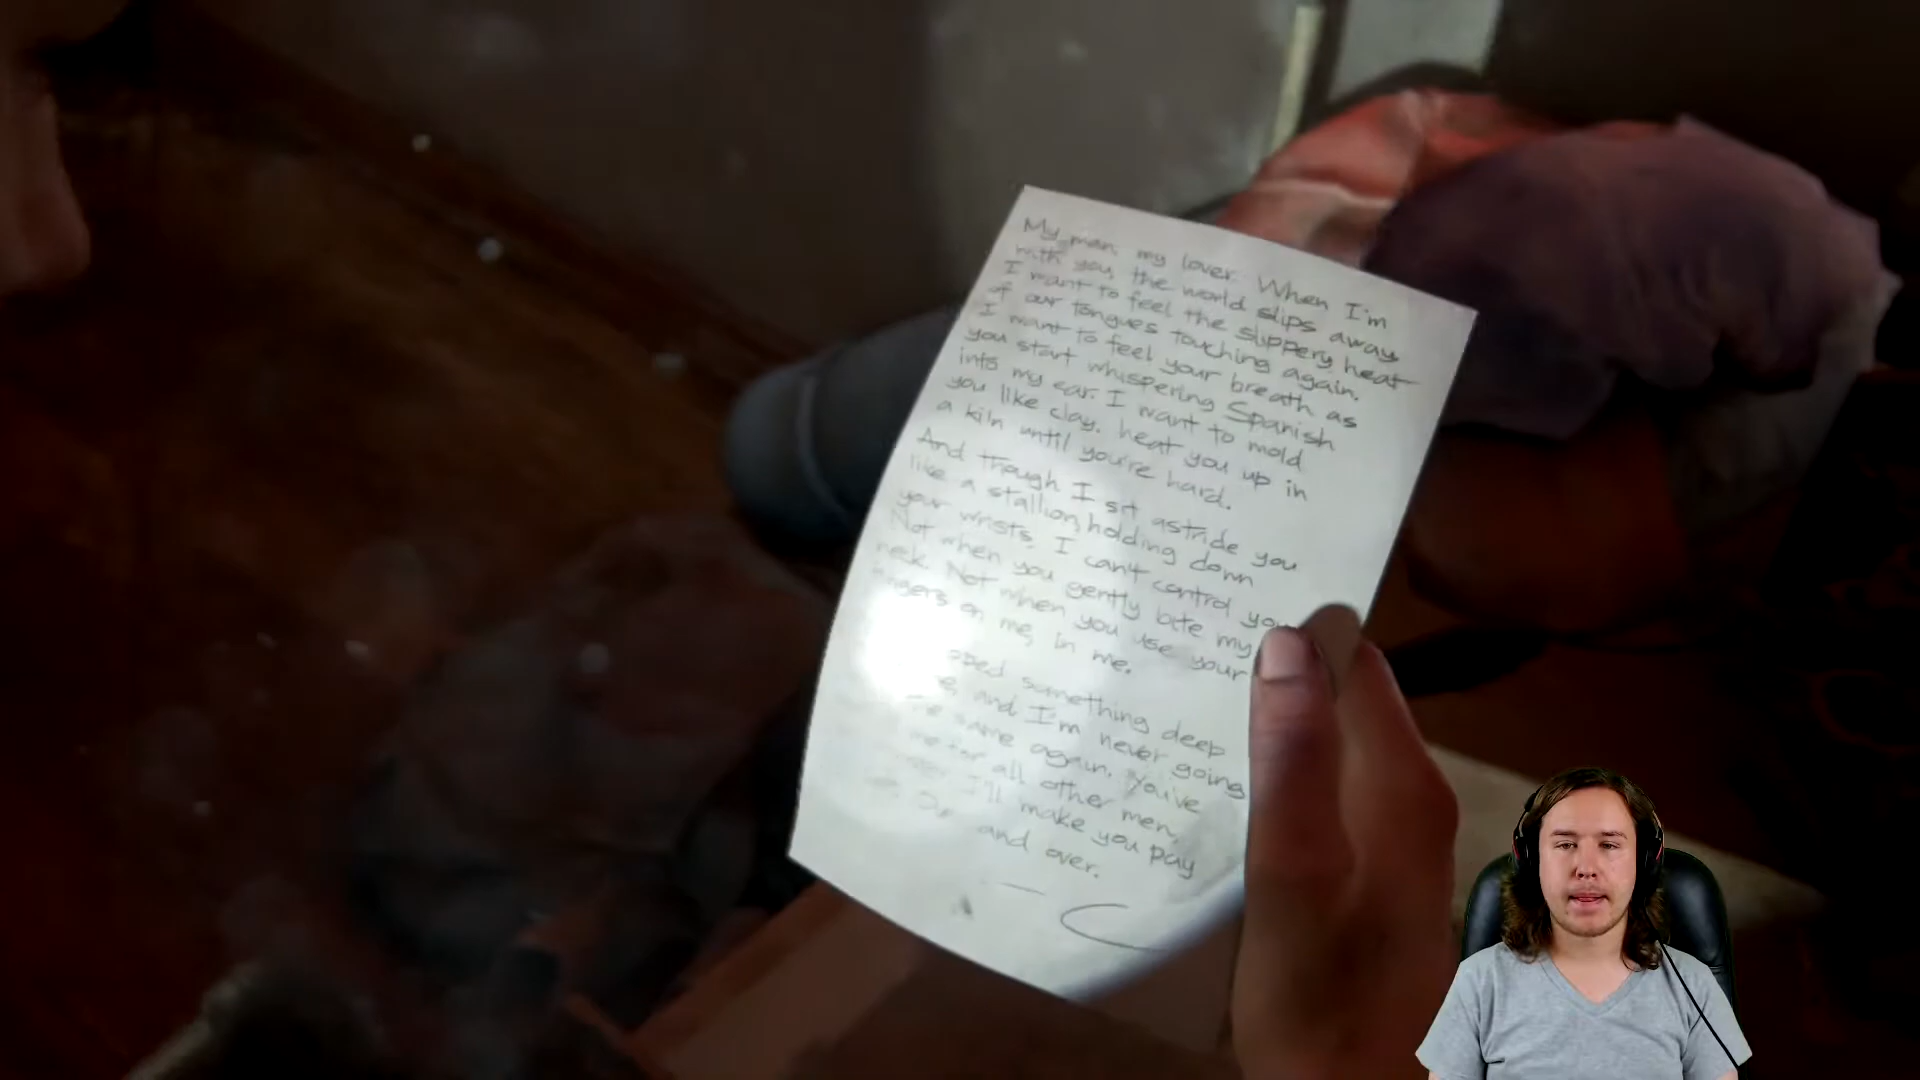 My man, my lover. When I'm
with you, the world slips away.
I want to feel the slippery heat
of our tongues touching again.
I want to feel your breath as
you start whispering Spanish
into my ear. I want to mold
you like clay, heat you up in
a kiln until you're hard.
And though I sit astride you
like a stallion, holding down
your wrists, I can't control you.
Not when you gently bite my
neck. Not when you use your
fingers on me, in me.
something deep
and I'm never going
same again. You've
me for all other men,
I'll make you pay
Over and over.
— C